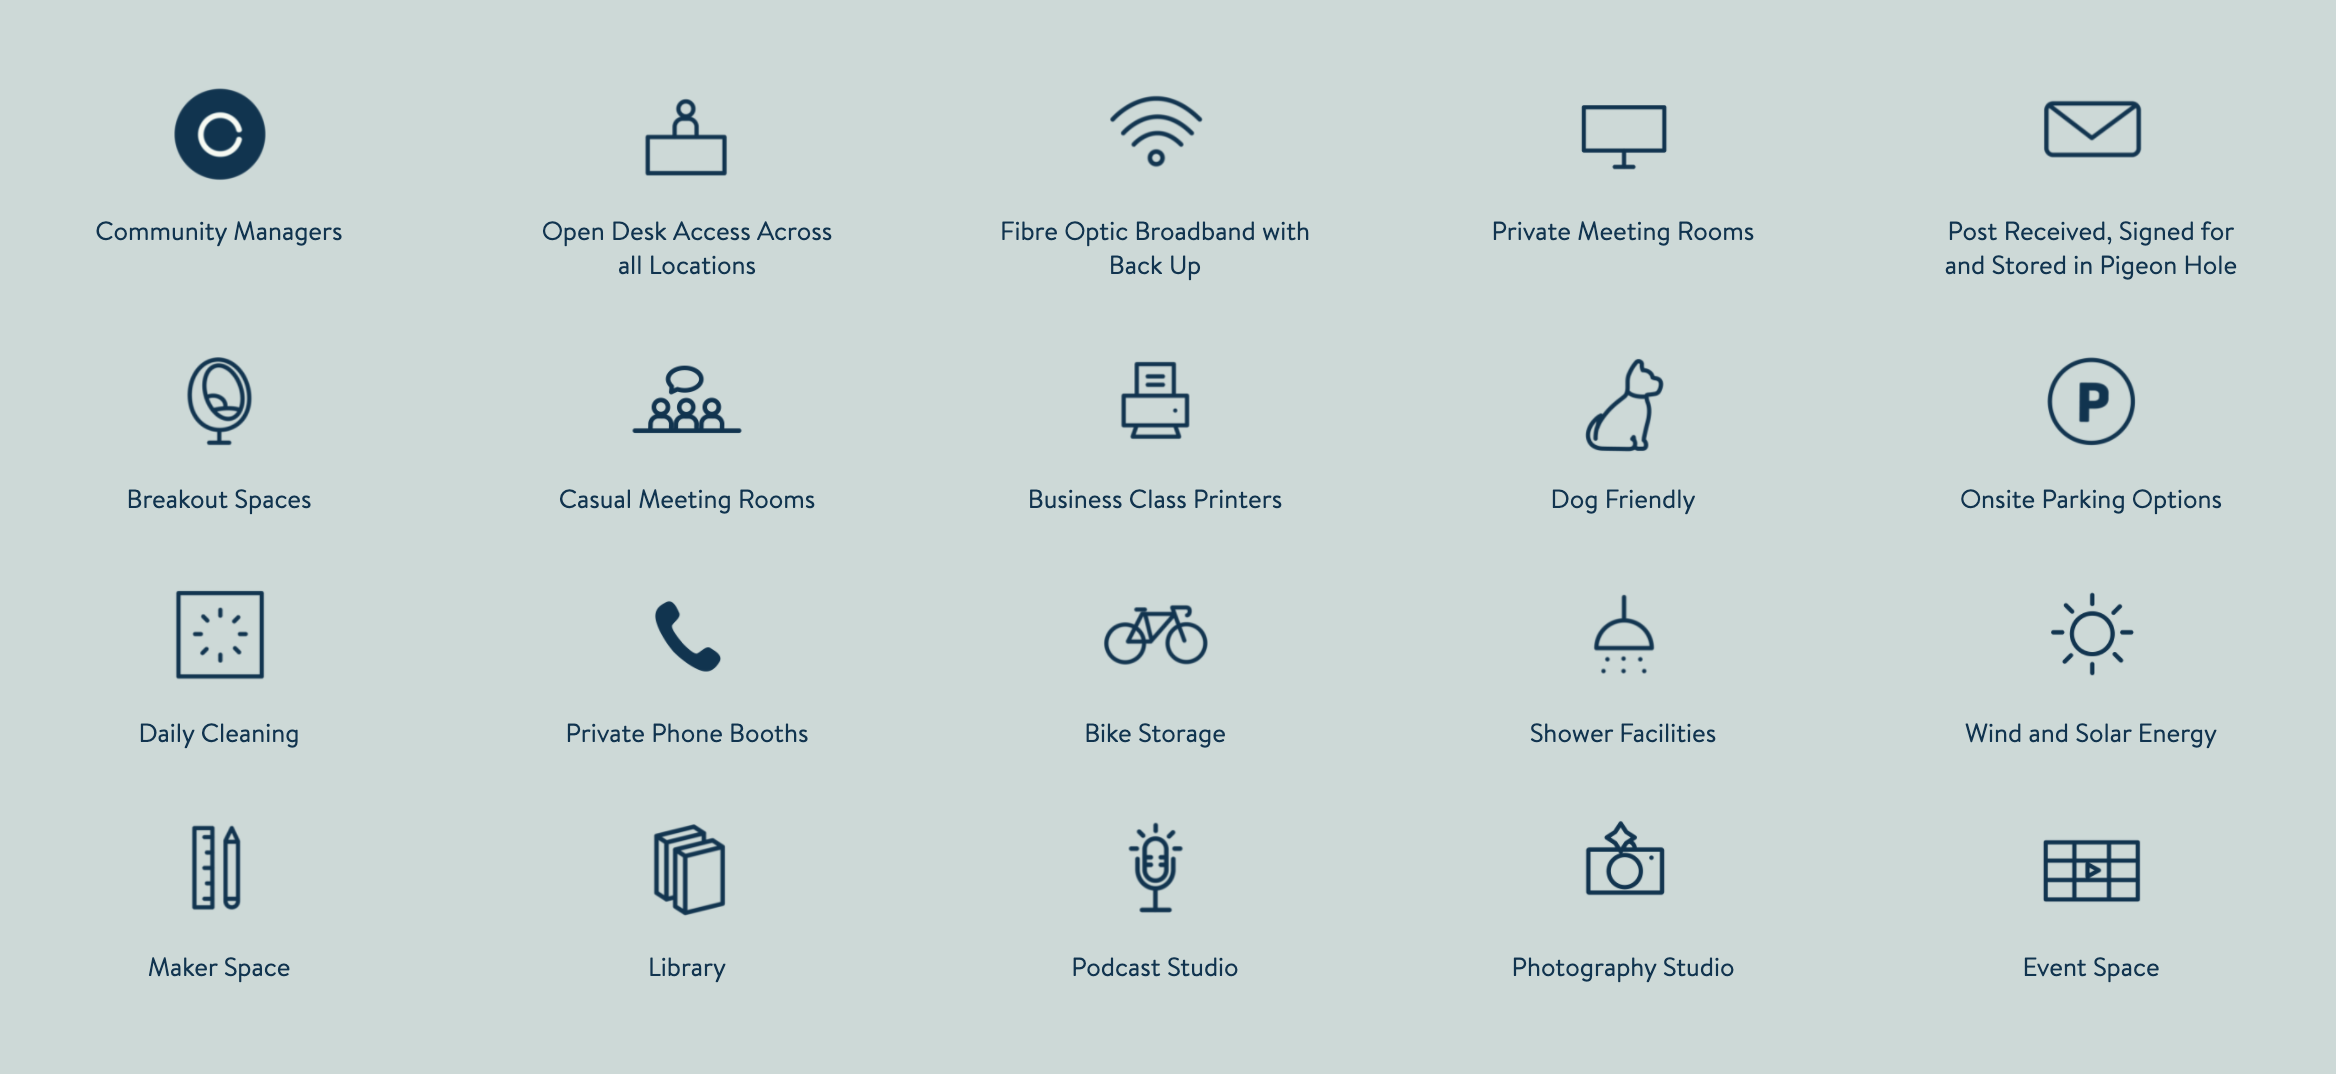 Community Managers
Open Desk Access Across
all Locations
Fibre Optic Broadband with
Back Up
Private Meeting Rooms
Post Received, Signed for
and Stored in Pigeon Hole
Breakout Spaces
Casual Meeting Rooms
Business Class Printers
Dog Friendly
P
Onsite Parking Options
Daily Cleaning
Private Phone Booths
Bike Storage
Shower Facilities
Wind and Solar Energy
Maker Space
Library
Podcast Studio
Photography Studio
Event Space